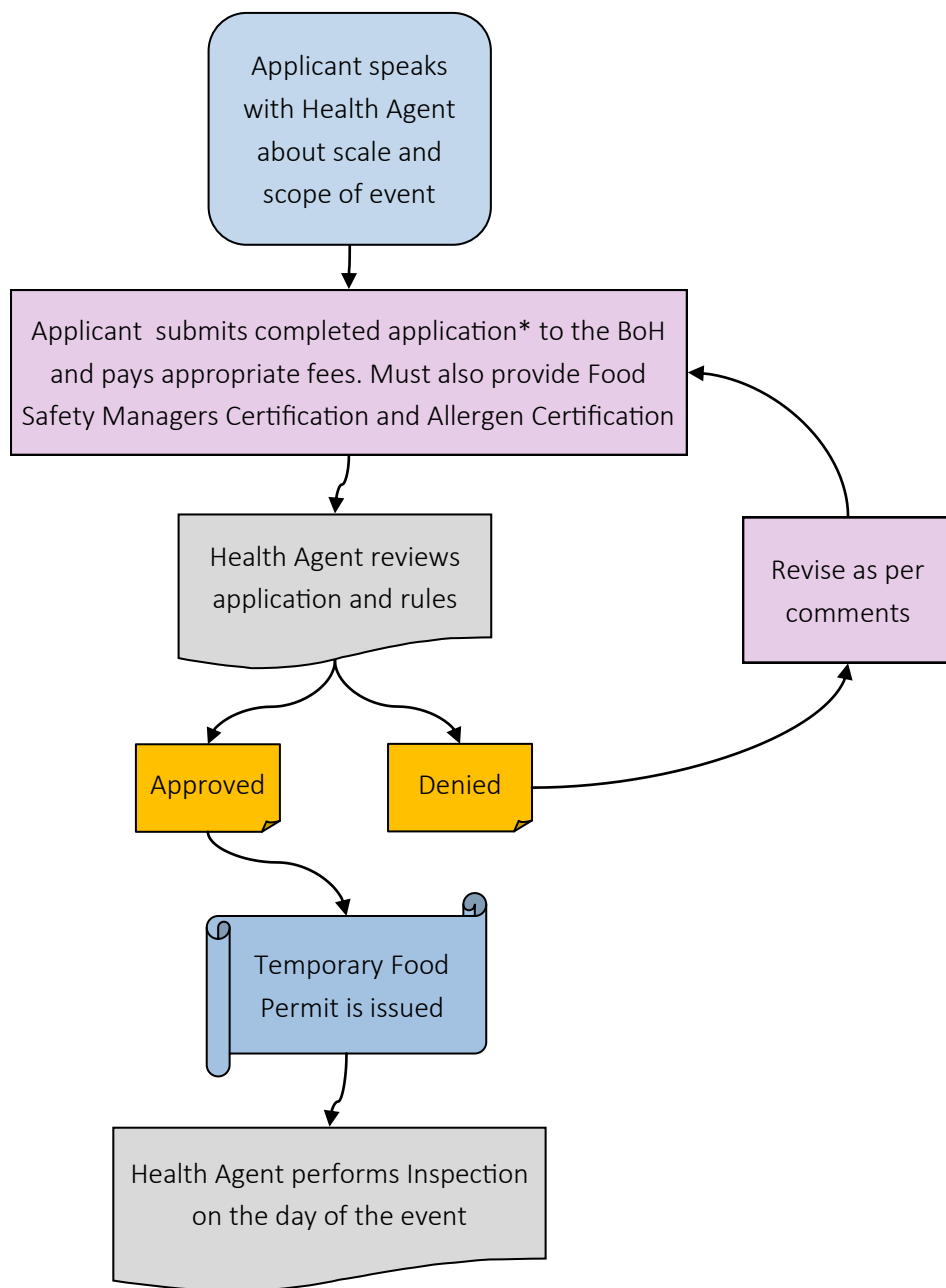 Applicant speaks
with Health Agent
about scale and
scope of event
Applicant  submits completed application* to the BoH
and pays appropriate fees. Must also provide Food
Safety Managers Certification and Allergen Certification
Health Agent reviews
application and rules
Revise as per
comments
Approved
Denied
Temporary Food
Permit is issued
Health Agent performs Inspection
on the day of the event